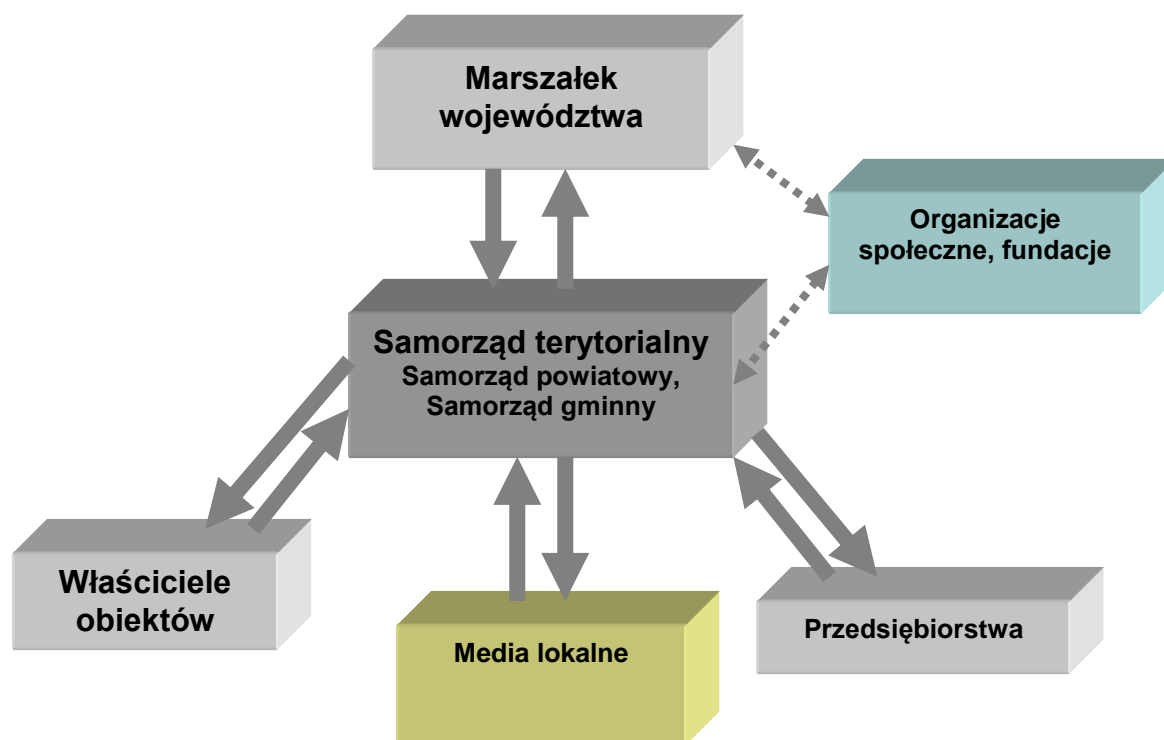 Marszałek
województwa
Organizacje
społeczne, fundacje
Samorząd terytorialny
Samorząd powiatowy,
Samorząd gminny
Właściciele
obiektów
Media lokalne
Przedsiębiorstwa